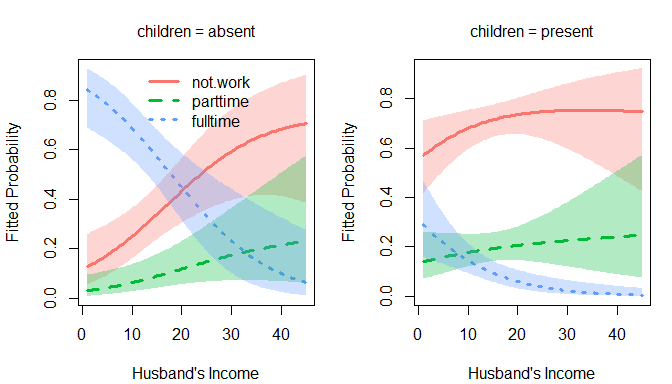 children = absent
children = present
not.work
parttime
fulltime
Fitted Probability
0.0 0.2 0.4 0.6 0.8
0 10 20 30 40
Husband's Income
Fitted Probability
0.0 0.2 0.4 0.6 0.8
0 10 20 30 40
Husband's Income